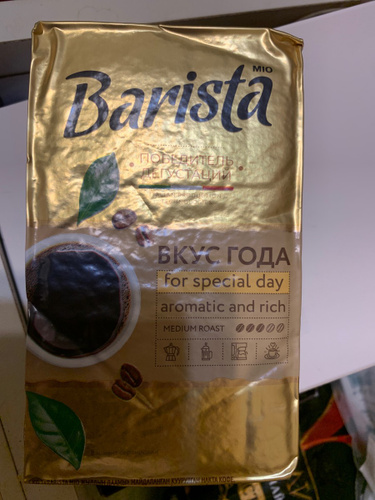 Barista
MIO
ПОБЕДИТЕЛЬ
ДЕГУСТАЦИЙ
ВКУС ГОДА
for special day
aromatic and rich
MEDIUM ROAST